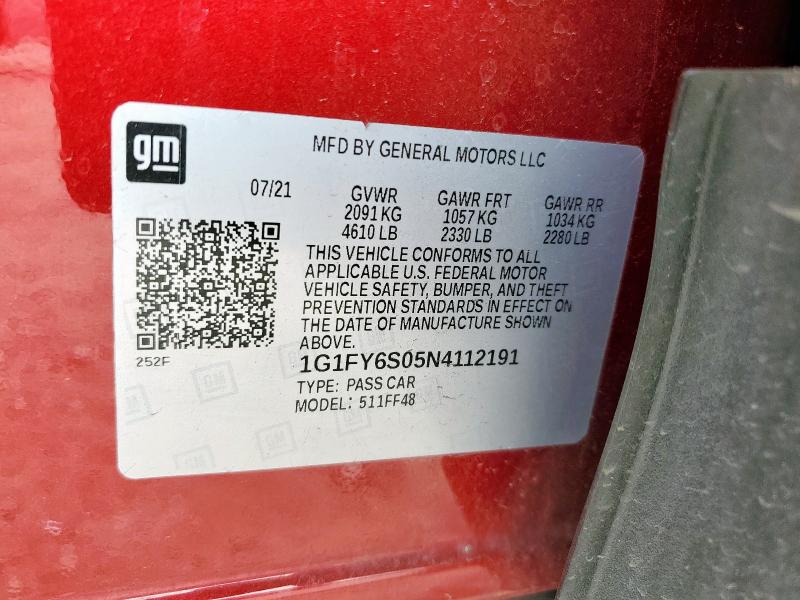 gm
MFD BY GENERAL MOTORS LLC
07/21 GVWR GAWR FRT GAWR RR
2091 KG 1057 KG 1034 KG
4610 LB 2330 LB 2280 LB
THIS VEHICLE CONFORMS TO ALL
APPLICABLE U.S. FEDERAL MOTOR
VEHICLE SAFETY, BUMPER, AND THEFT
PREVENTION STANDARDS IN EFFECT ON
THE DATE OF MANUFACTURE SHOWN
ABOVE.
252F
1G1FY6S05N4112191
TYPE: PASS CAR
MODEL: 511FF48